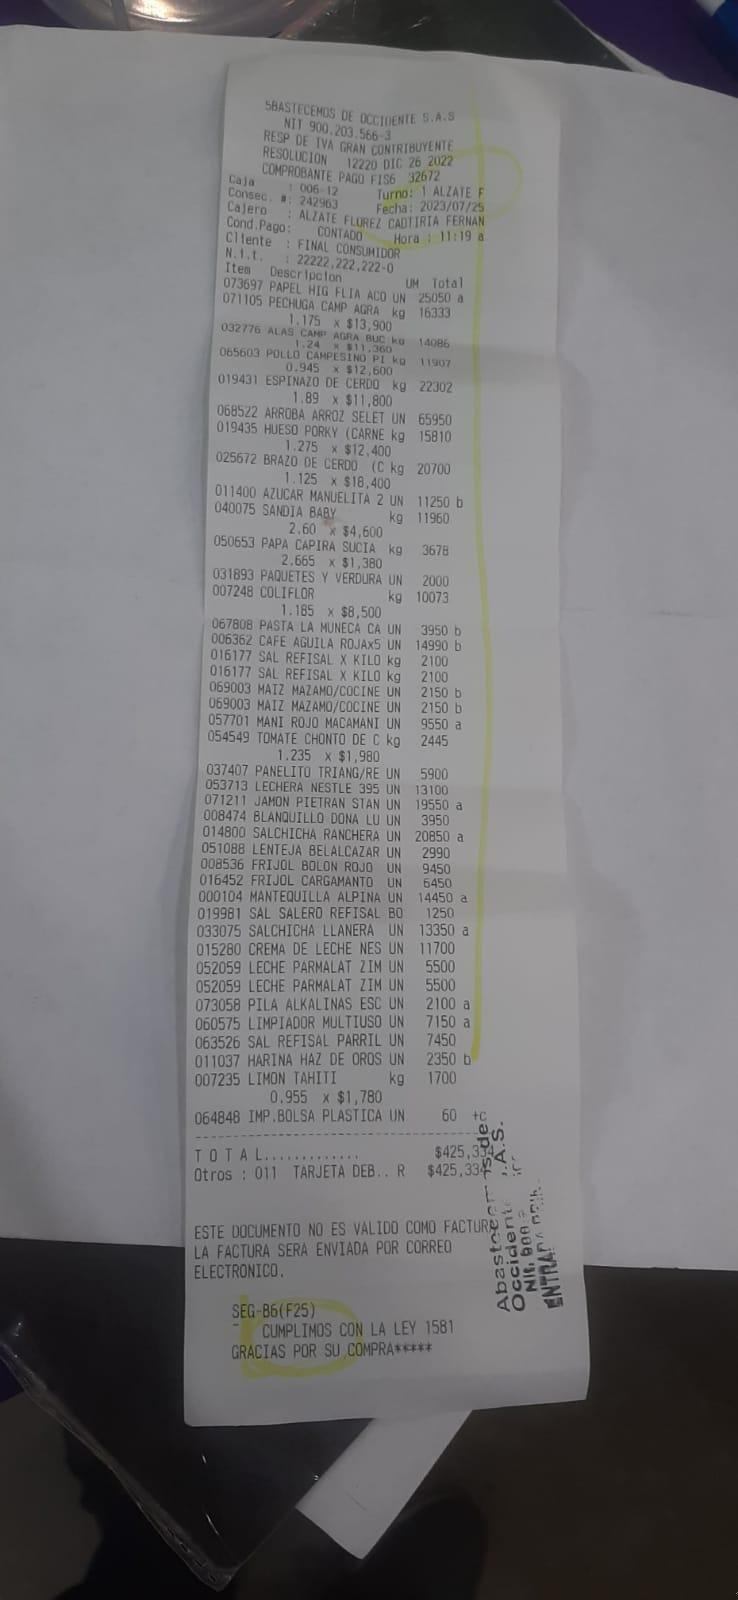 5BASTECEMOS DE OCCIDENTE S.A.S
NIT 900.203.566-3
RESP DE IVA GRAN CONTRIBUYENTE
RESOLUCION 12220 DIC 26 2022
COMPROBANTE PAGO FIS6 32672
Caja : 006-12 Turno: 1 ALZATE F
Consec. #: 242963 Fecha: 2023/07/25
Cajero : ALZATE FLOREZ CADTIRIA FERNAN
Cond.Pago: CONTADO Hora : 11:19 a
Cliente : FINAL CONSUMIDOR
N.i.t. : 22222,222,222-0
Item Descripcion UM Total
073697 PAPEL HIG FLIA ACO UN 25050 a
071105 PECHUGA CAMP AGRA kg 16333
1.175 x $13,900
032776 ALAS CAMP AGRA BUC kg 14086
1.24 x $11,360
065603 POLLO CAMPESINO PI kg 11907
0.945 x $12,600
019431 ESPINAZO DE CERDO kg 22302
1.89 x $11,800
068522 ARROBA ARROZ SELET UN 65950
019435 HUESO PORKY (CARNE kg 15810
1.275 x $12,400
025672 BRAZO DE CERDO (C kg 20700
1.125 x $18,400
011400 AZUCAR MANUELITA 2 UN 11250 b
040075 SANDIA BABY kg 11960
2.60 x $4,600
050653 PAPA CAPIRA SUCIA kg 3678
2.665 x $1,380
031893 PAQUETES Y VERDURA UN 2000
007248 COLIFLOR kg 10073
1.185 x $8,500
067808 PASTA LA MUNECA CA UN 3950 b
006362 CAFE AGUILA ROJAx5 UN 14990 b
016177 SAL REFISAL X KILO kg 2100
016177 SAL REFISAL X KILO kg 2100
069003 MAIZ MAZAMO/COCINE UN 2150 b
069003 MAIZ MAZAMO/COCINE UN 2150 b
057701 MANI ROJO MACAMANI UN 9550 a
054549 TOMATE CHONTO DE C kg 2445
1.235 x $1,980
037407 PANELITO TRIANG/RE UN 5900
053713 LECHERA NESTLE 395 UN 13100
071211 JAMON PIETRAN STAN UN 19550 a
008474 BLANQUILLO DONA LU UN 3950
014800 SALCHICHA RANCHERA UN 20850 a
051088 LENTEJA BELALCAZAR UN 2990
008536 FRIJOL BOLON ROJO UN 9450
016452 FRIJOL CARGAMANTO UN 6450
000104 MANTEQUILLA ALPINA UN 14450 a
019981 SAL SALERO REFISAL BO 1250
033075 SALCHICHA LLANERA UN 13350 a
015280 CREMA DE LECHE NES UN 11700
052059 LECHE PARMALAT ZIM UN 5500
052059 LECHE PARMALAT ZIM UN 5500
073058 PILA ALKALINAS ESC UN 2100 a
060575 LIMPIADOR MULTIUSO UN 7150 a
063526 SAL REFISAL PARRIL UN 7450
011037 HARINA HAZ DE OROS UN 2350 b
007235 LIMON TAHITI kg 1700
0.955 x $1,780
064848 IMP.BOLSA PLASTICA UN 60 +c
TOTAL............. $425,334
Otros : 011 TARJETA DEB.. R $425,334
ESTE DOCUMENTO NO ES VALIDO COMO FACTURA
LA FACTURA SERA ENVIADA POR CORREO
ELECTRONICO.
SEG-B6(F25)
CUMPLIMOS CON LA LEY 1581
GRACIAS POR SU COMPRA*****
de
S.A.S.